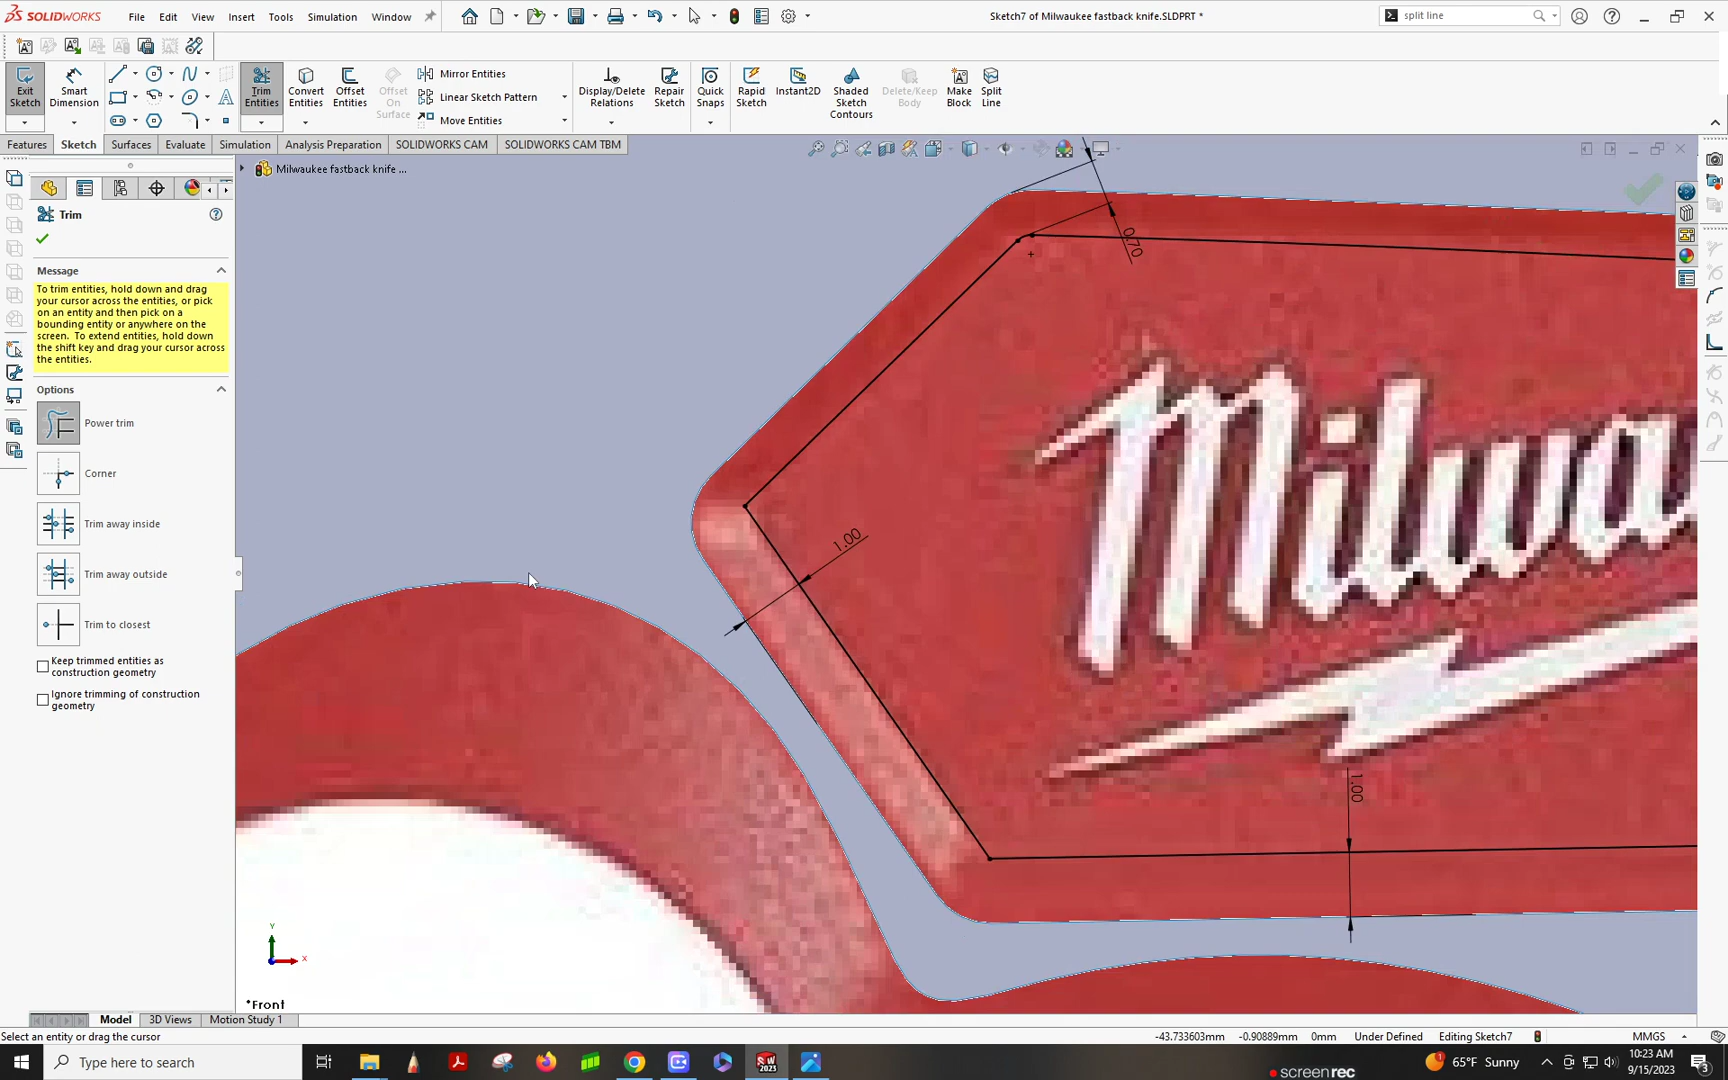 SOLIDWORKS File Edit View Insert Tools Simulation Window Sketch7 of Milwaukee fastback knife.SLDPRT * split line
Exit Sketch
Smart Dimension
Trim Entities
Convert Entities
Offset Entities
Offset On Surface
Mirror Entities
Linear Sketch Pattern
Move Entities
Display/Delete Relations
Repair Sketch
Quick Snaps
Rapid Sketch
Instant2D
Shaded Sketch Contours
Delete/Keep Body
Make Block
Split Line
Features Sketch Surfaces Evaluate Simulation Analysis Preparation SOLIDWORKS CAM SOLIDWORKS CAM TBM
Milwaukee fastback knife ...
Trim
Message
To trim entities, hold down and drag
your cursor across the entities, or pick
on an entity and then pick on a
bounding entity or anywhere on the
screen. To extend entities, hold down
the shift key and drag your cursor across
the entities.
Options
Power trim
Corner
Trim away inside
Trim away outside
Trim to closest
Keep trimmed entities as
construction geometry
Ignore trimming of construction
geometry
0.70
1.00
1.00
Y
X
*Front
Model 3D Views Motion Study 1
Select an entity or drag the cursor -43.733603mm -0.90889mm 0mm Under Defined Editing Sketch7 MMGS
Type here to search
65°F Sunny
10:23 AM
9/15/2023
3
screenrec